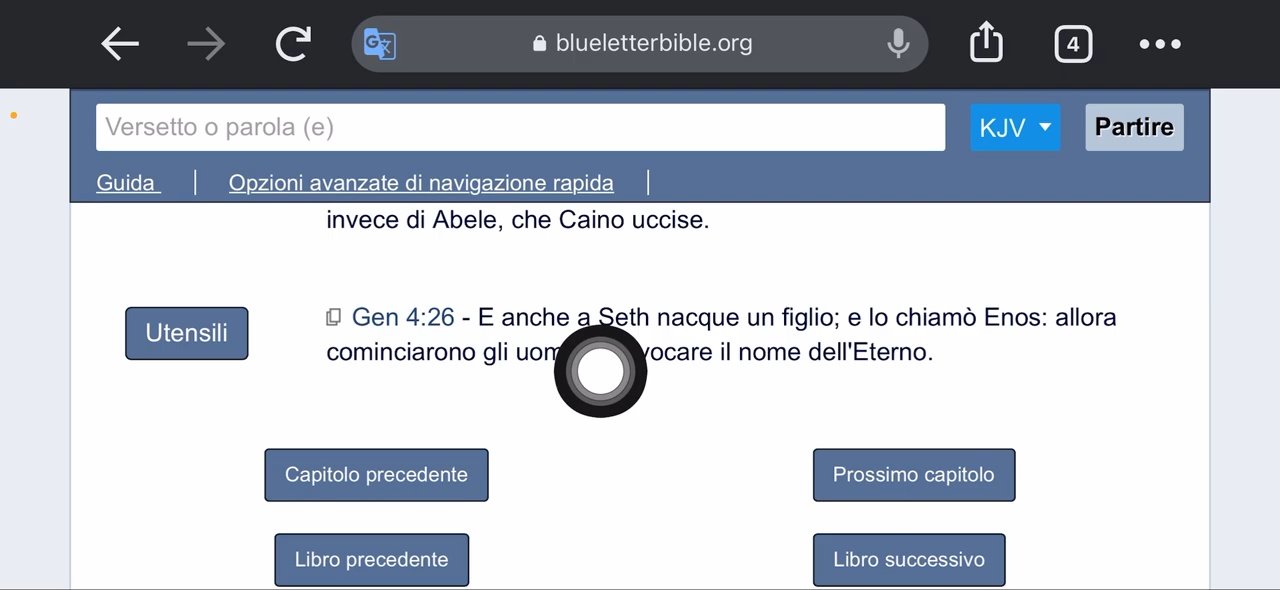 blueletterbible.org
4
Versetto o parola (e)
KJV
Partire
Guida
Opzioni avanzate di navigazione rapida
invece di Abele, che Caino uccise.
Utensili
Gen 4:26 - E anche a Seth nacque un figlio; e lo chiamò Enos: allora
cominciarono gli il nome dell'Eterno.
Capitolo precedente
Prossimo capitolo
Libro precedente
Libro successivo